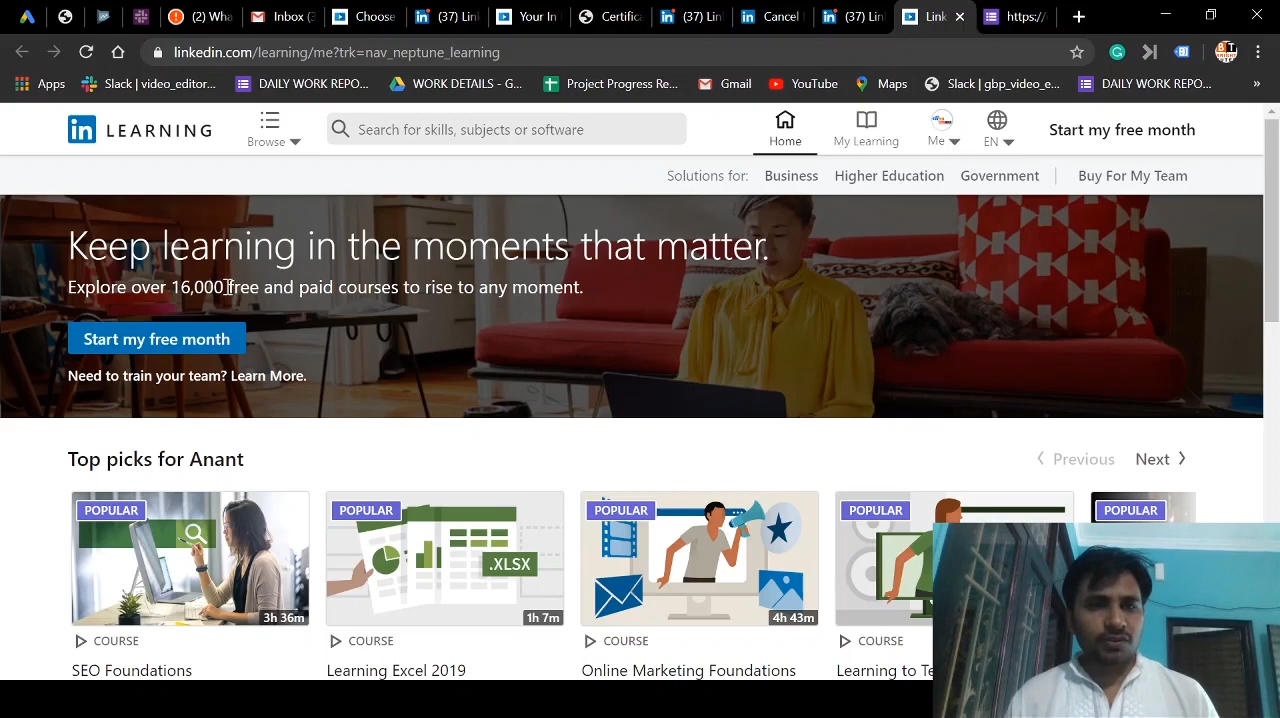 (2) Wha
Inbox (3
Choose
(37) Lin
Your In
Certifica
(37) Lin
Cancel
(37) Lin
Link
https://
linkedin.com/learning/me?trk=nav_neptune_learning
Apps
Slack | video_editor...
DAILY WORK REPO...
WORK DETAILS - G...
Project Progress Re...
Gmail
YouTube
Maps
Slack | gbp_video_e...
DAILY WORK REPO...
»
in LEARNING
Browse
Search for skills, subjects or software
Home
My Learning
Me
EN
Start my free month
Solutions for: Business Higher Education Government | Buy For My Team
Keep learning in the moments that matter.
Explore over 16,000 free and paid courses to rise to any moment.
Start my free month
Need to train your team? Learn More.
Top picks for Anant
Previous Next
POPULAR
POPULAR
POPULAR
POPULAR
POPULAR
.XLSX
3h 36m
1h 7m
4h 43m
COURSE
COURSE
COURSE
COURSE
SEO Foundations
Learning Excel 2019
Online Marketing Foundations
Learning to Te